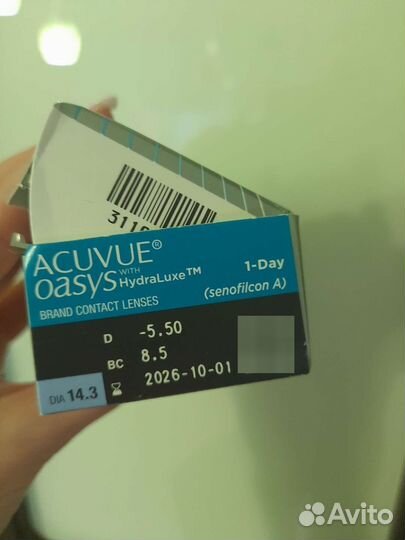 311
ACUVUE®
OASYS WITH HydraLuxe™ 1-Day
BRAND CONTACT LENSES (senofilcon A)
D -5.50
BC 8.5
2026-10-01
DIA 14.3
Avito